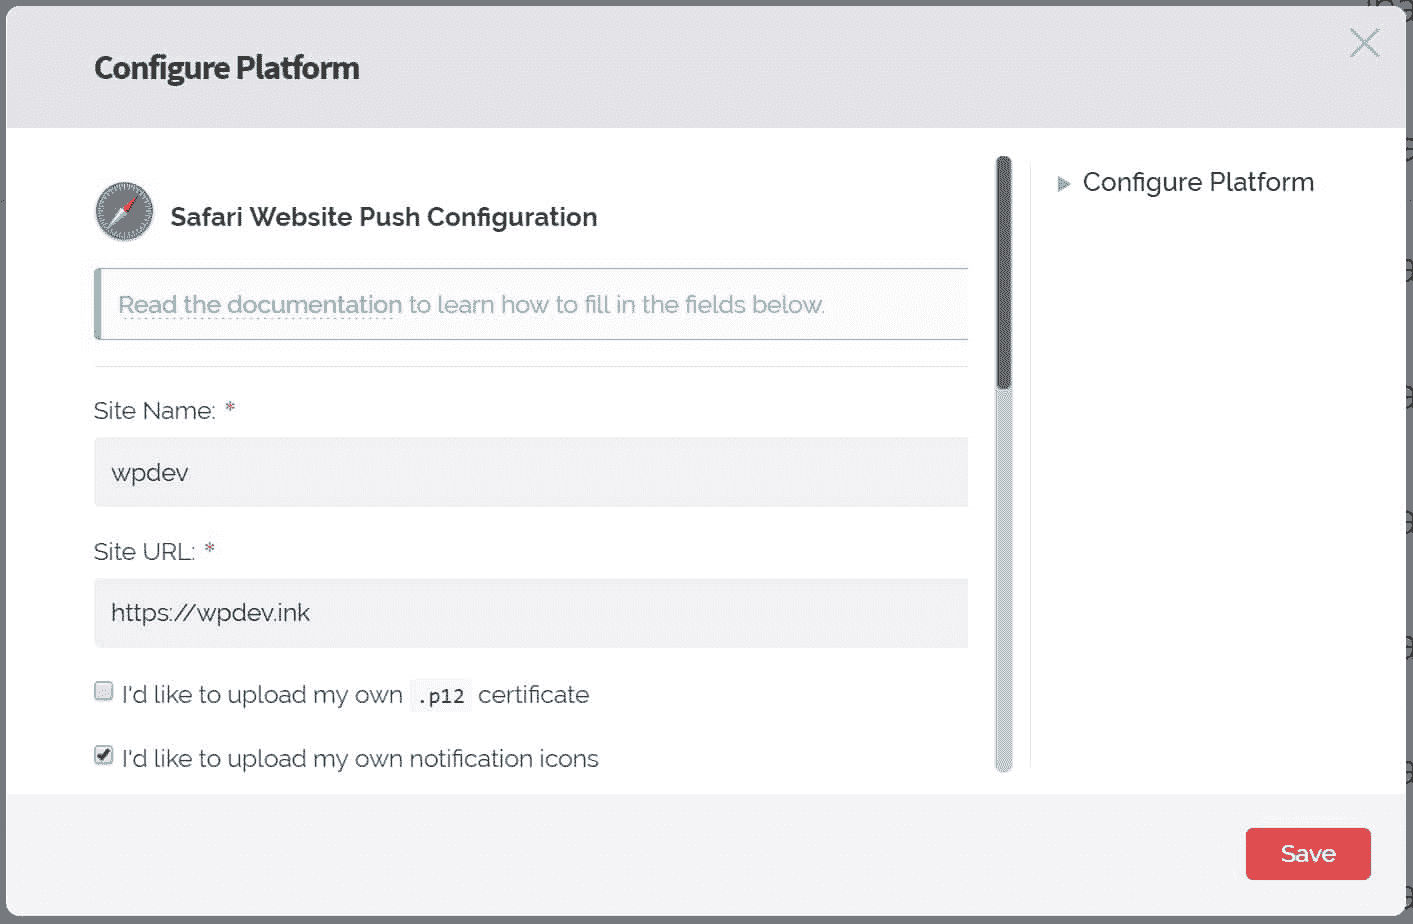 Configure Platform
Safari Website Push Configuration
Read the documentation to learn how to fill in the fields below.
Site Name: *
wpdev
Site URL: *
https://wpdev.ink
I'd like to upload my own .p12 certificate
I'd like to upload my own notification icons
Configure Platform
Save